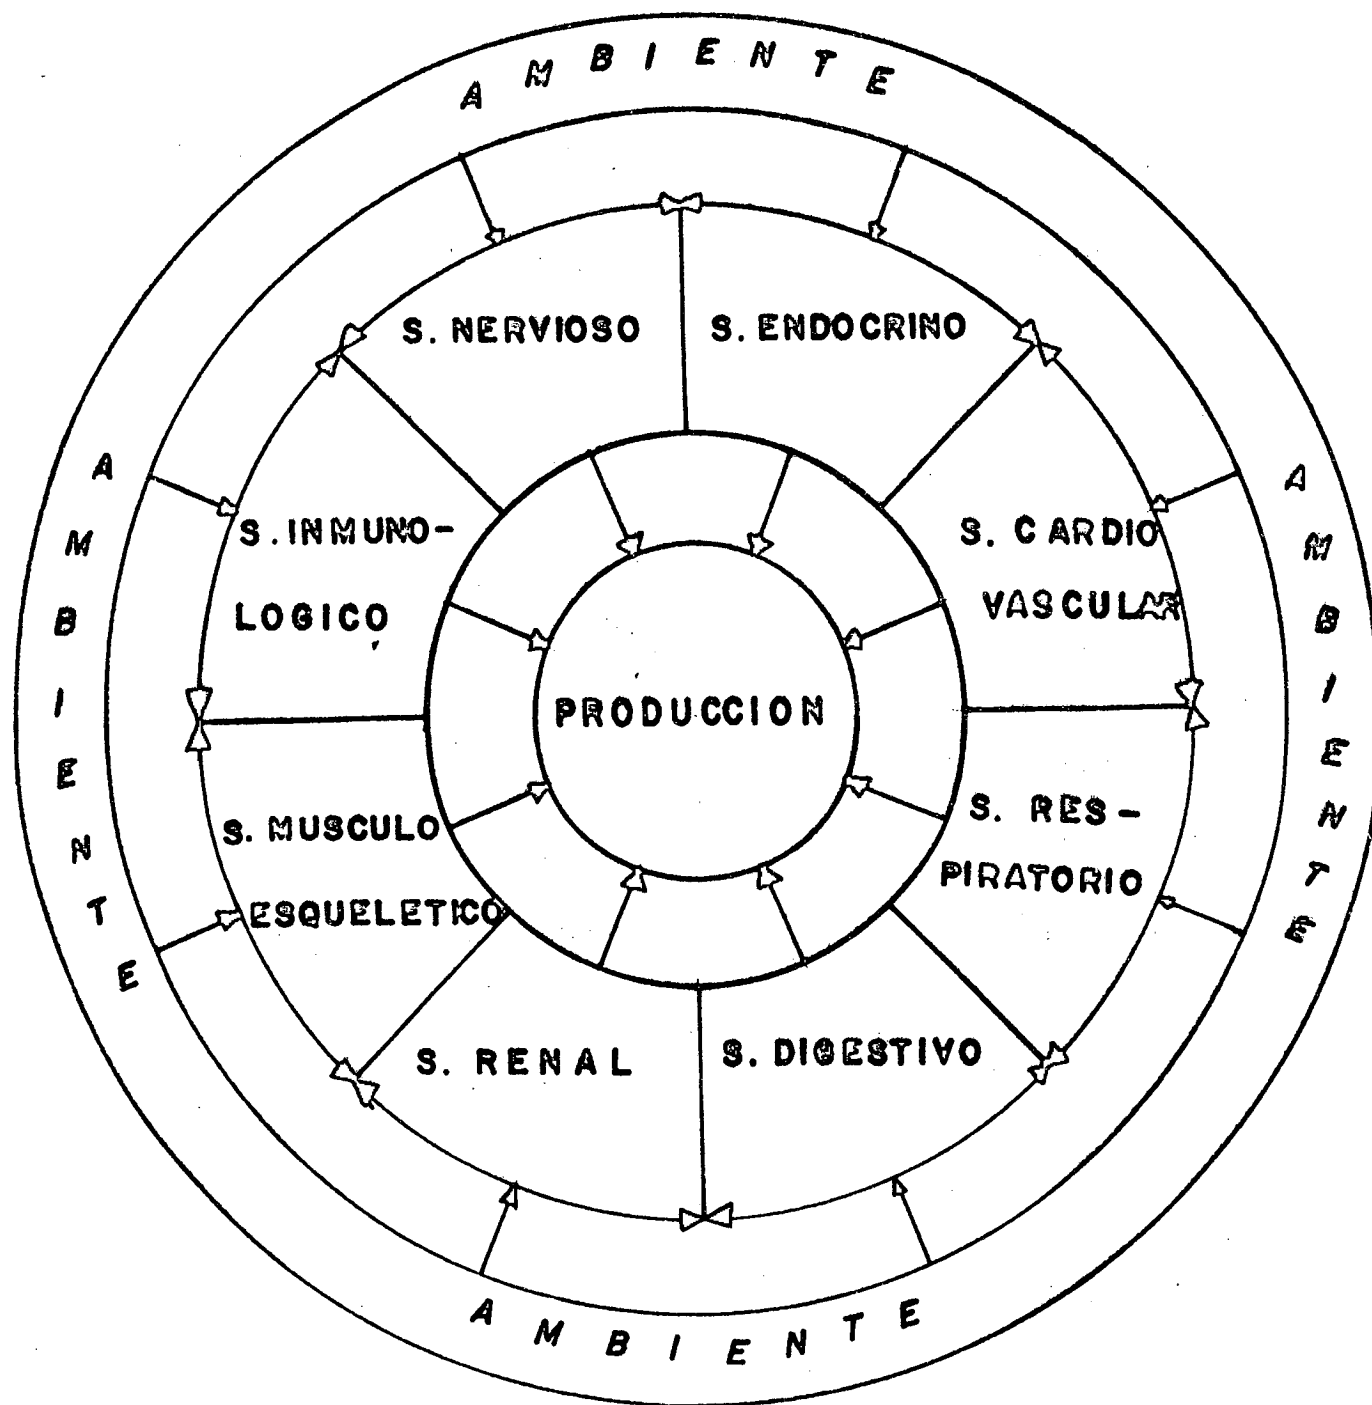 AMBIENTE
S. NERVIOSO
S. ENDOCRINO
AMBIENTE
AMBIENTE
S. INMUNO-
LOGICO
S. CARDIO
VASCULAR
PRODUCCION
S. MUSCULO
ESQUELETICO
S. RES-
PIRATORIO
S. RENAL
S. DIGESTIVO
AMBIENTE